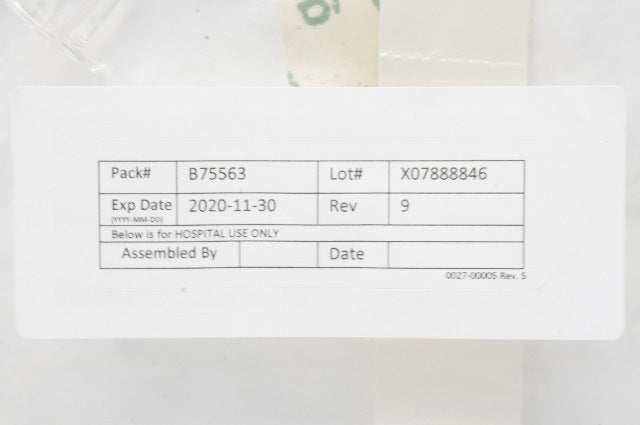 Pack# B75563 Lot# X07888846
Exp Date 2020-11-30 Rev 9
(YYYY-MM-DD)
Below is for HOSPITAL USE ONLY
Assembled By Date
0027-00005 Rev. 5